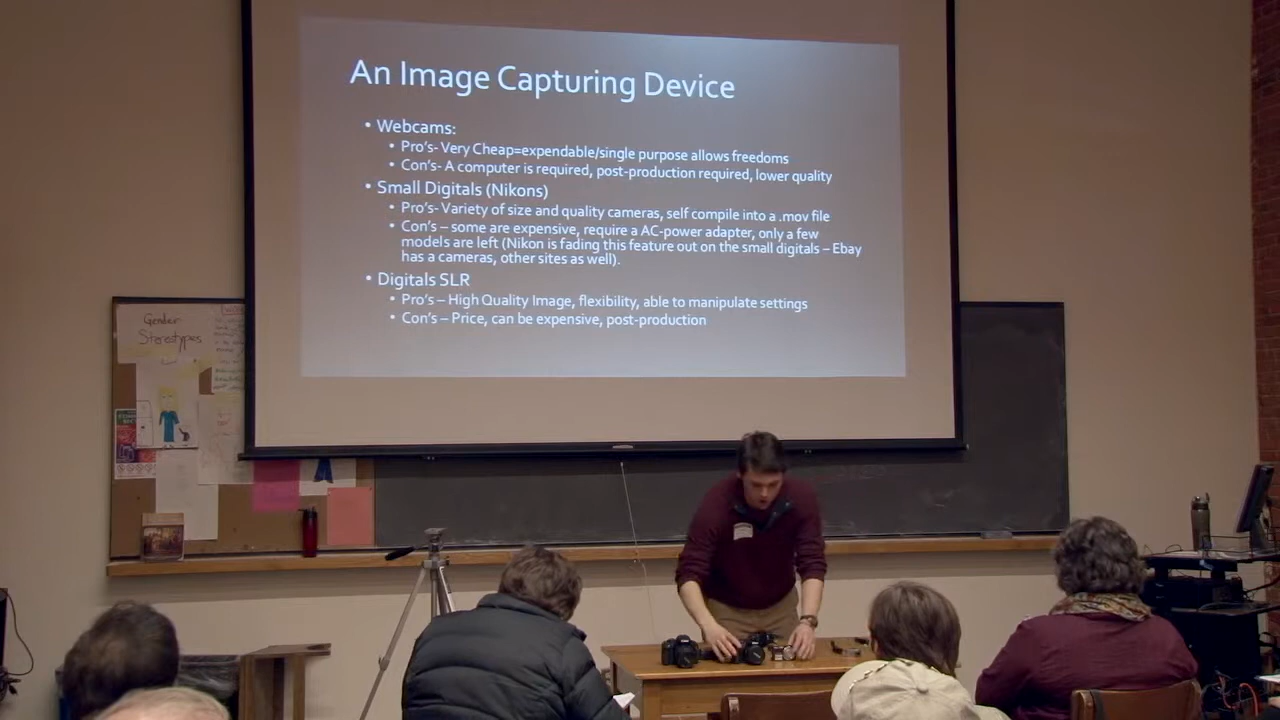 An Image Capturing Device
• Webcams:
• Pro's- Very Cheap=expendable/single purpose allows freedoms
• Con's- A computer is required, post-production required, lower quality
• Small Digitals (Nikons)
• Pro's- Variety of size and quality cameras, self compile into a .mov file
• Con's – some are expensive, require a AC-power adapter, only a few
models are left (Nikon is fading this feature out on the small digitals – Ebay
has a cameras, other sites as well).
• Digitals SLR
• Pro's – High Quality Image, flexibility, able to manipulate settings
• Con's – Price, can be expensive, post-production
Gender
Stereotypes